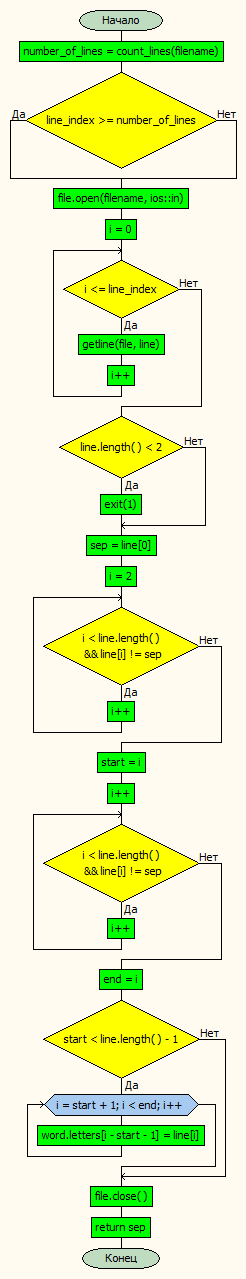 Начало
number_of_lines = count_lines(filename)
Да
line_index >= number_of_lines
Нет
file.open(filename, ios::in)
i = 0
i <= line_index
Нет
Да
getline(file, line)
i++
line.length( ) < 2
Нет
Да
exit(1)
sep = line[0]
i = 2
i < line.length( )
&& line[i] != sep
Нет
Да
i++
start = i
i++
i < line.length( )
&& line[i] != sep
Нет
Да
i++
end = i
start < line.length( ) - 1
Нет
Да
i = start + 1; i < end; i++
word.letters[i - start - 1] = line[i]
file.close( )
return sep
Конец